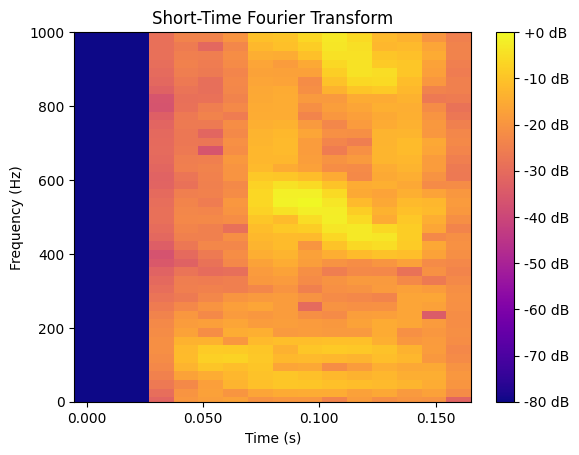 Short-Time Fourier Transform
Frequency (Hz)
1000
800
600
400
200
0
0.000
0.050
0.100
0.150
Time (s)
+0 dB
-10 dB
-20 dB
-30 dB
-40 dB
-50 dB
-60 dB
-70 dB
-80 dB